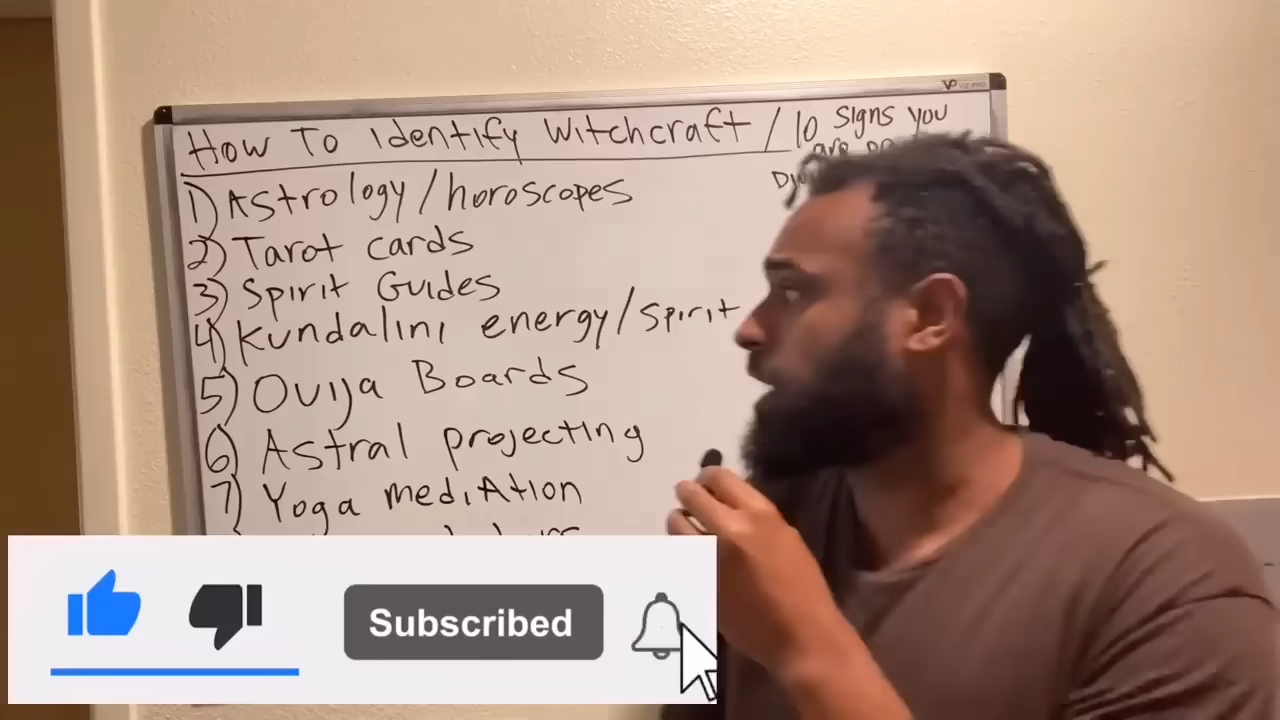 How To Identify Witchcraft / 10 signs you
are
1) Astrology/horoscopes
2) Tarot cards
3) Spirit Guides
4) Kundalini energy/spirit
5) Ouija Boards
6) Astral projecting
7) Yoga mediAtion
Subscribed